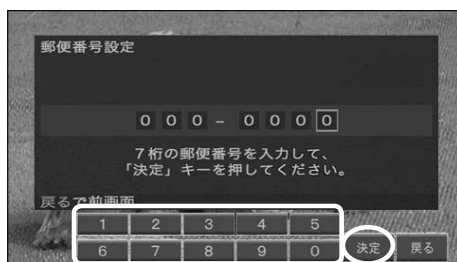 郵便番号設定
000-0000
7桁の郵便番号を入力して、
「決定」キーを押してください。
戻るで前画面
1 2 3 4 5
6 7 8 9 0 決定 戻る